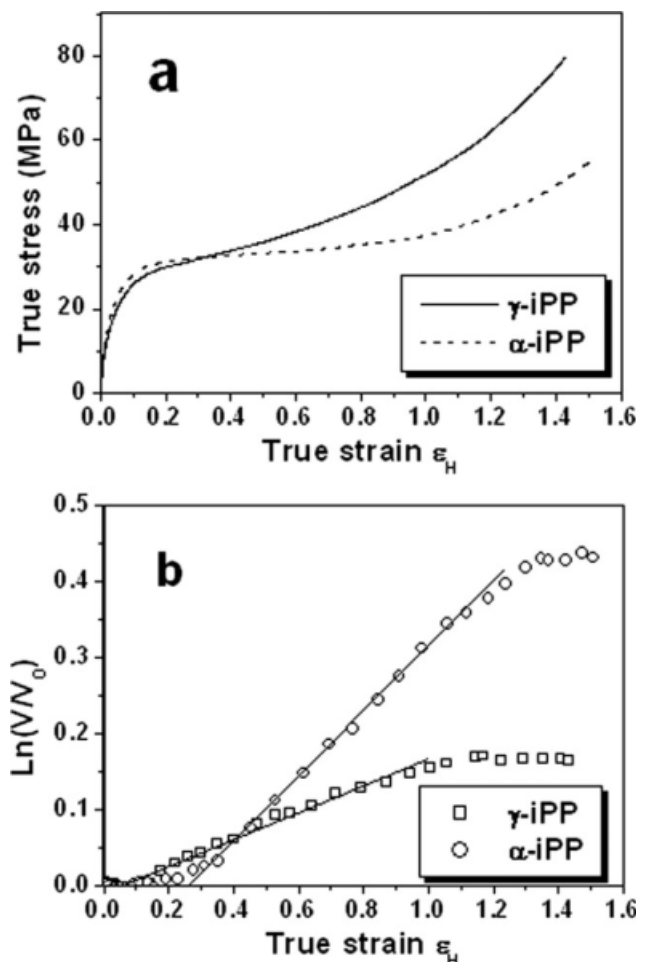 a
True stress (MPa)
80
60
40
20
0
γ-iPP
α-iPP
0.0 0.2 0.4 0.6 0.8 1.0 1.2 1.4 1.6
True strain ε_H
b
Ln(V/V_0)
0.5
0.4
0.3
0.2
0.1
0.0
γ-iPP
α-iPP
0.0 0.2 0.4 0.6 0.8 1.0 1.2 1.4 1.6
True strain ε_H